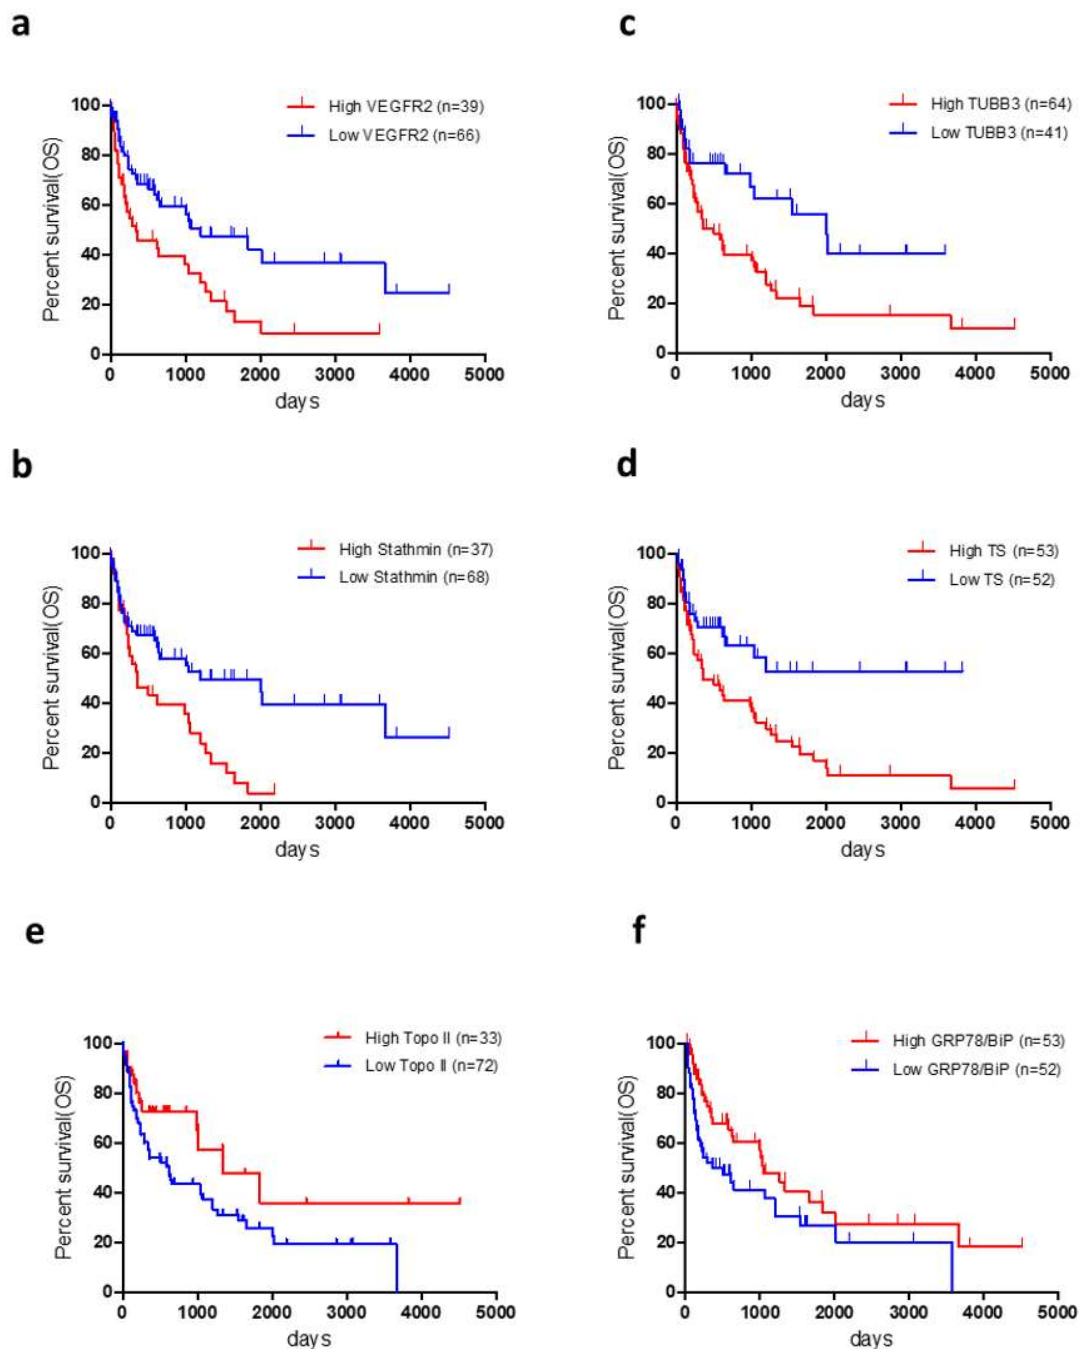 a
High VEGFR2 (n=39)
Low VEGFR2 (n=66)
Percent survival(OS)
100
80
60
40
20
0
0 1000 2000 3000 4000 5000
days
c
High TUBB3 (n=64)
Low TUBB3 (n=41)
Percent survival(OS)
100
80
60
40
20
0
0 1000 2000 3000 4000 5000
days
b
High Stathmin (n=37)
Low Stathmin (n=68)
Percent survival(OS)
100
80
60
40
20
0
0 1000 2000 3000 4000 5000
days
d
High TS (n=53)
Low TS (n=52)
Percent survival(OS)
100
80
60
40
20
0
0 1000 2000 3000 4000 5000
days
e
High Topo II (n=33)
Low Topo II (n=72)
Percent survival(OS)
100
80
60
40
20
0
0 1000 2000 3000 4000 5000
days
f
High GRP78/BiP (n=53)
Low GRP78/BiP (n=52)
Percent survival(OS)
100
80
60
40
20
0
0 1000 2000 3000 4000 5000
days